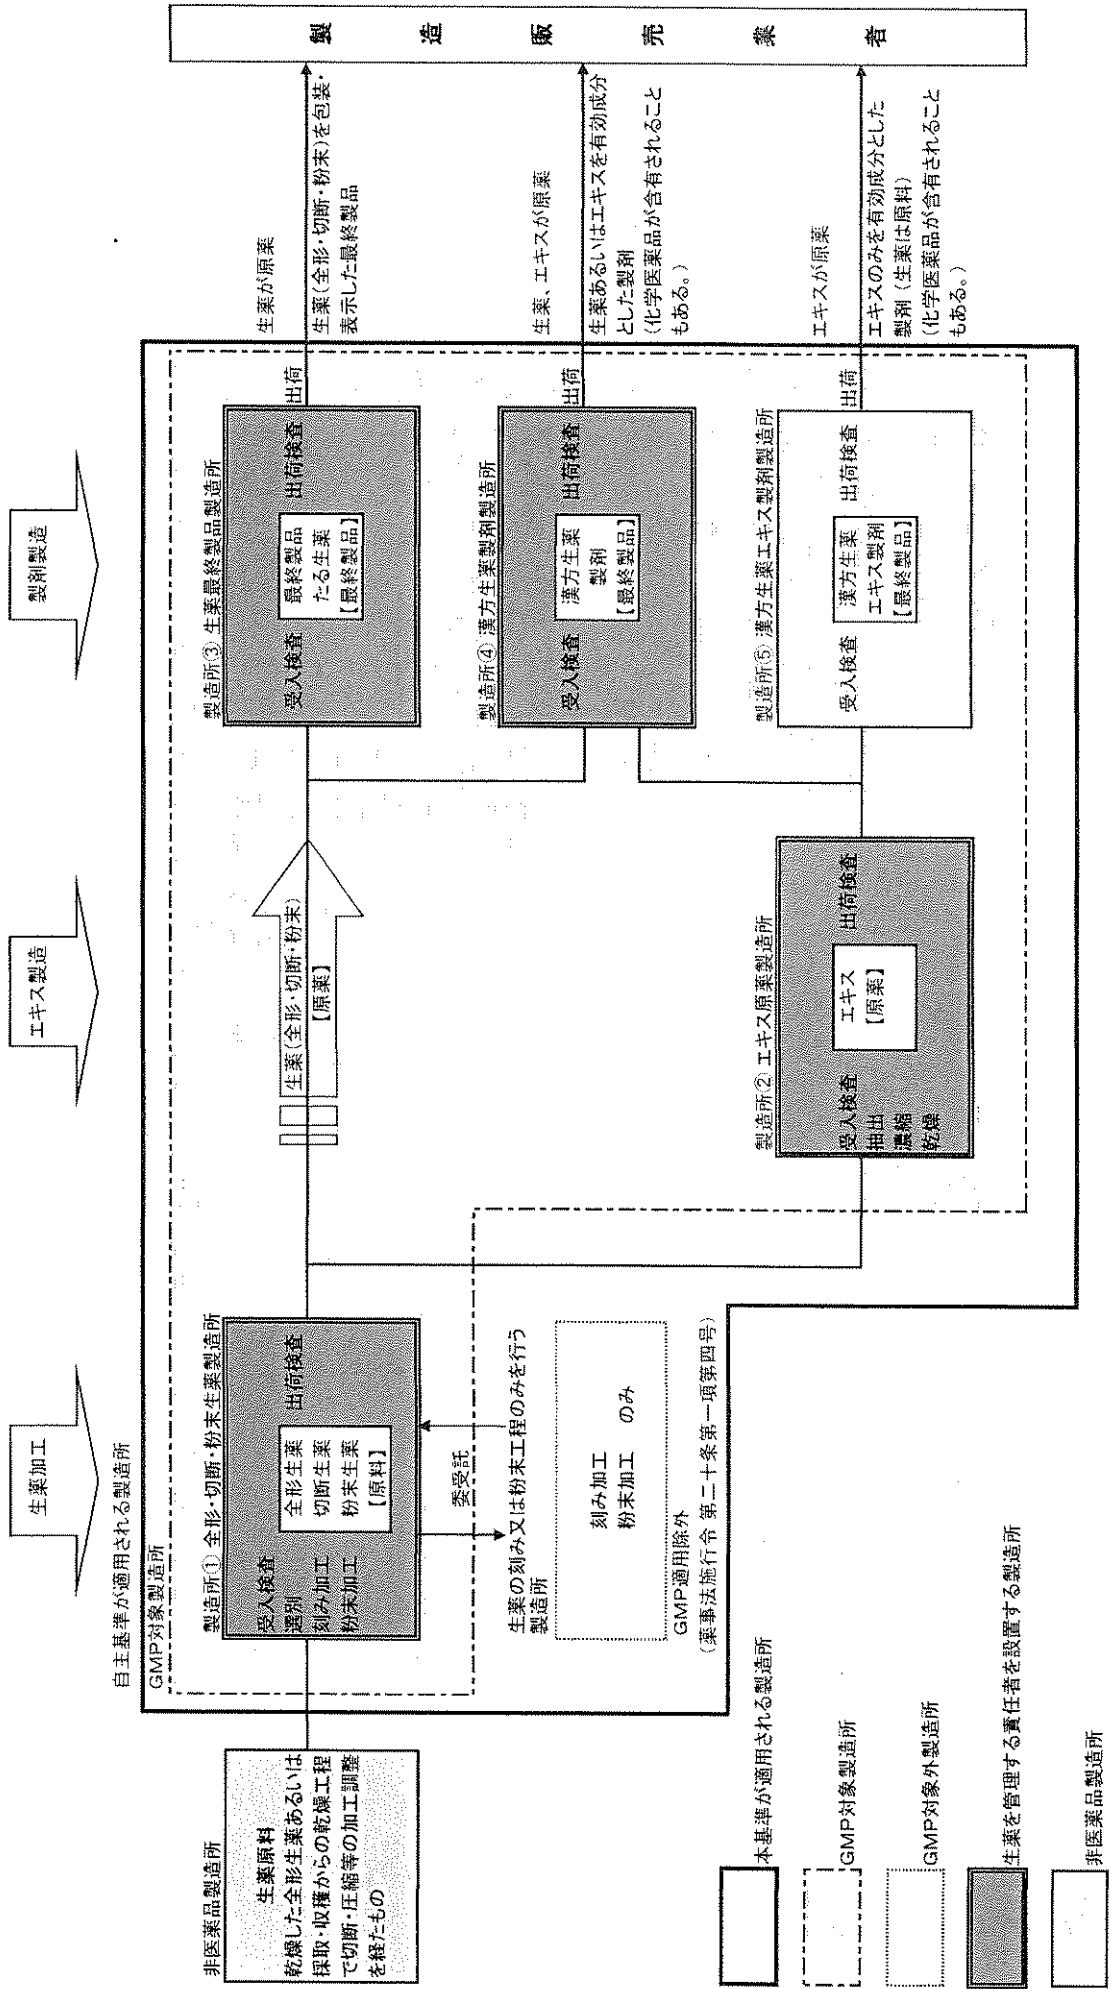 生薬加工
エキス製造
製剤製造
自主基準が適用される製造所
GMP対象製造所
非医薬品製造所
生薬原料
乾燥した全形生薬あるいは
採取・収穫からの乾燥工程
で切断・圧縮等の加工調整
を経たもの
製造所① 全形・切断・粉末生薬製造所
受入検査
選別
刻み加工
粉末加工
全形生薬
切断生薬
粉末生薬
【原料】
出荷検査
委受託
生薬の刻み又は粉末工程のみを行う
製造所
刻み加工
粉末加工 のみ
GMP適用除外
(薬事法施行令 第二十条第一項第四号)
生薬(全形・切断・粉末)
【原薬】
製造所② エキス原薬製造所
受入検査
抽出
濃縮
乾燥
エキス
【原薬】
出荷検査
製造所③ 生薬最終製品製造所
受入検査
最終製品
たる生薬
【最終製品】
出荷検査
出荷
生薬が原薬
生薬(全形・切断・粉末)を包装・
表示した最終製品
製造所④ 漢方生薬製剤製造所
受入検査
漢方生薬
製剤
【最終製品】
出荷検査
出荷
生薬、エキスが原薬
生薬あるいはエキスを有効成分
とした製剤
(化学医薬品が含有されること
もある。)
製造所⑤ 漢方生薬エキス製剤製造所
受入検査
漢方生薬
エキス製剤
【最終製品】
出荷検査
出荷
エキスが原薬
エキスのみを有効成分とした
製剤 (生薬は原料)
(化学医薬品が含有されること
もある。)
製造販売業者
本基準が適用される製造所
GMP対象製造所
GMP対象外製造所
生薬を管理する責任者を設置する製造所
非医薬品製造所